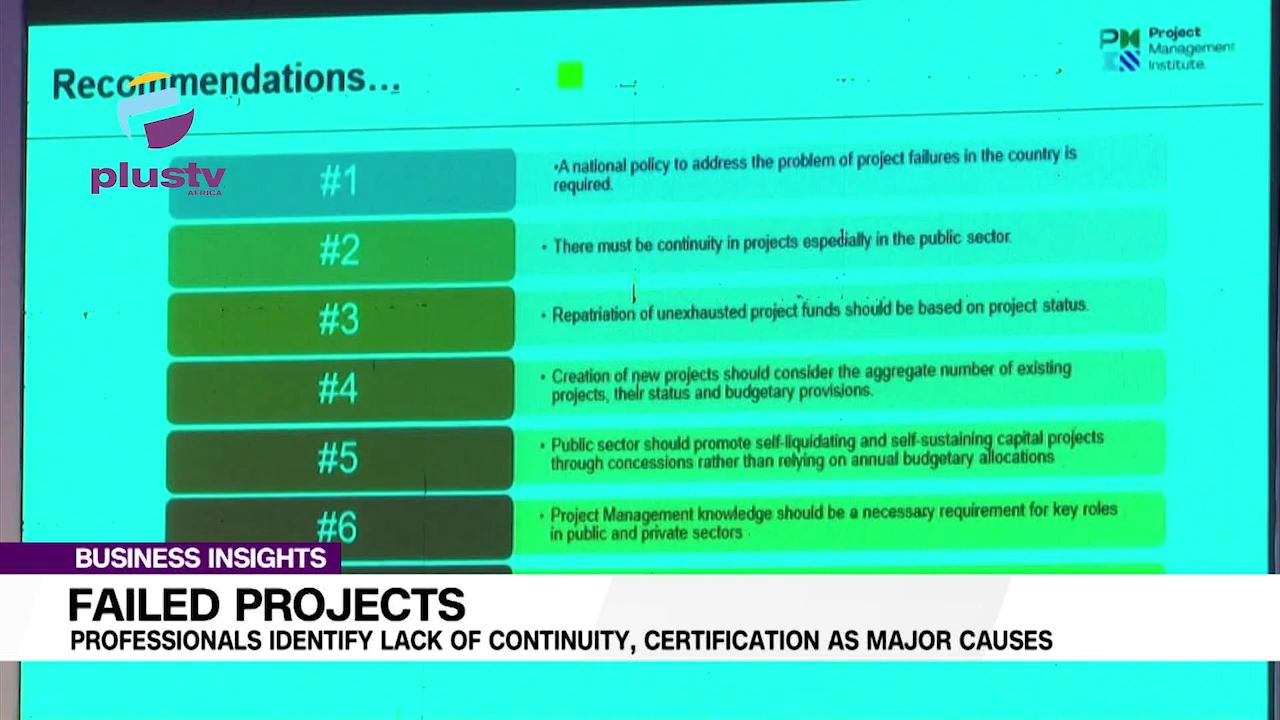 Recommendations...
Project
Management
Institute.
plustv
AFRICA
#1
•A national policy to address the problem of project failures in the country is
required.
#2
• There must be continuity in projects especially in the public sector.
#3
• Repatriation of unexhausted project funds should be based on project status.
#4
• Creation of new projects should consider the aggregate number of existing
projects, their status and budgetary provisions.
#5
• Public sector should promote self-liquidating and self-sustaining capital projects
through concessions rather than relying on annual budgetary allocations
#6
• Project Management knowledge should be a necessary requirement for key roles
in public and private sectors
BUSINESS INSIGHTS
FAILED PROJECTS
PROFESSIONALS IDENTIFY LACK OF CONTINUITY, CERTIFICATION AS MAJOR CAUSES